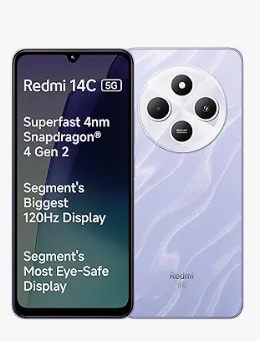 Redmi 14C 5G
Superfast 4nm
Snapdragon®
4 Gen 2
Segment's
Biggest
120Hz Display
Segment's
Most Eye-Safe
Display
Redmi
5G